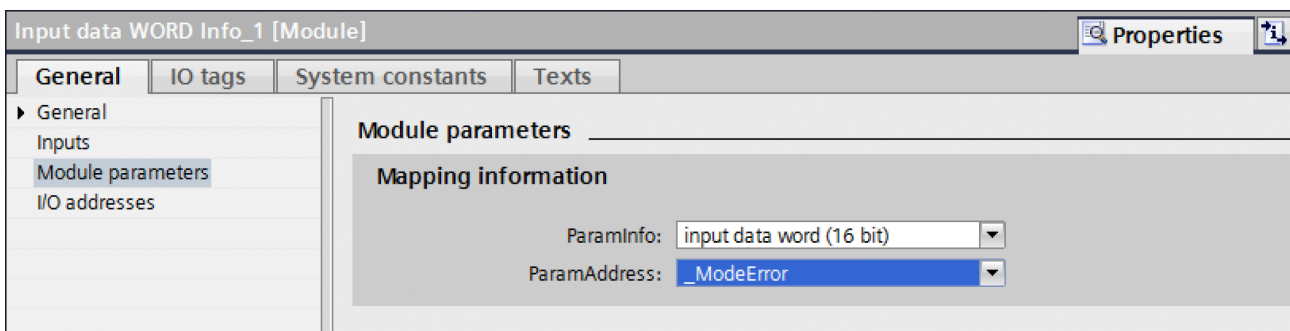 Input data WORD Info_1 [Module]
Properties
General IO tags System constants Texts
General
Inputs
Module parameters
I/O addresses
Module parameters
Mapping information
ParamInfo: input data word (16 bit)
ParamAddress: _ModeError